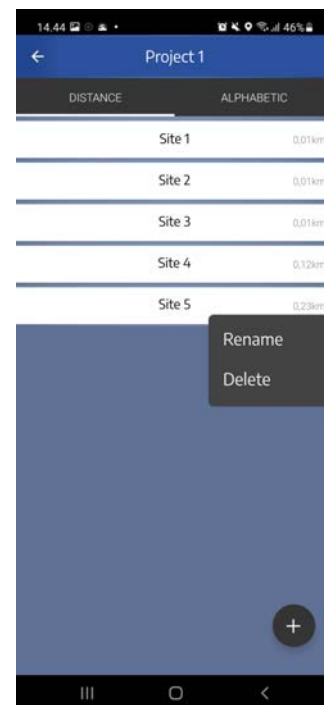 14.44 46%
Project 1
DISTANCE ALPHABETIC
Site 1 0,01km
Site 2 0,01km
Site 3 0,01km
Site 4 0,12km
Site 5 0,23km
Rename
Delete